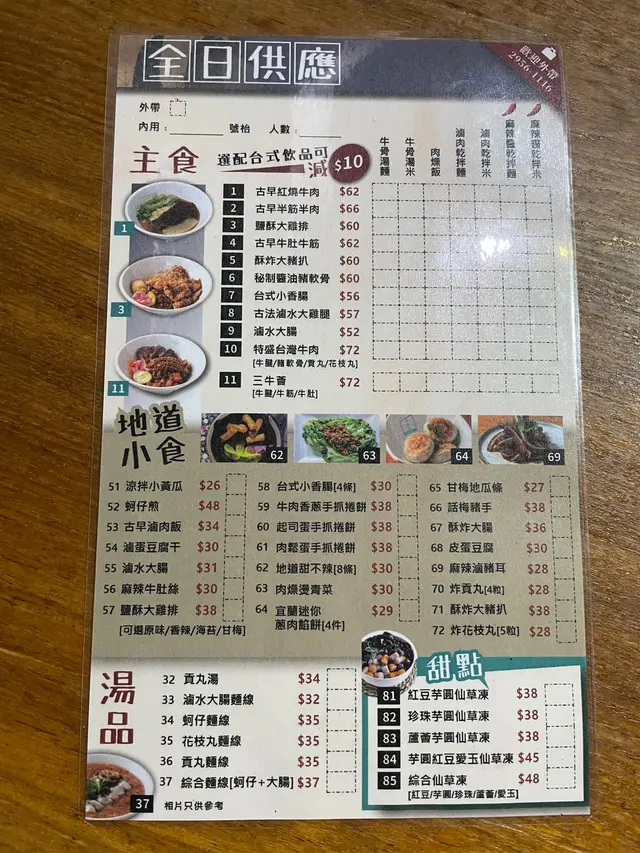 全日供應
歡迎外帶
2956-1116
外帶
內用：
號枱
人數：
主食
選配台式飲品可減$10
牛骨湯麵
牛骨湯米
肉燥飯
滷肉乾拌麵
滷肉乾拌米
麻辣醬乾拌麵
麻辣醬乾拌米
1 古早紅燒牛肉 $62
2 古早半筋半肉 $66
3 鹽酥大雞排 $60
4 古早牛肚牛筋 $62
5 酥炸大豬扒 $60
6 秘制醬油豬軟骨 $60
7 台式小香腸 $56
8 古法滷水大雞腿 $57
9 滷水大腸 $52
10 特盛台灣牛肉 $72
[牛腱/豬軟骨/貢丸/花枝丸]
11 三牛薈 $72
[牛腱/牛筋/牛肚]
1
3
11
地道小食
62
63
64
69
51 涼拌小黃瓜 $26
52 蚵仔煎 $48
53 古早滷肉飯 $34
54 滷蛋豆腐干 $30
55 滷水大腸 $31
56 麻辣牛肚絲 $30
57 鹽酥大雞排 $38
[可選原味/香辣/海苔/甘梅]
58 台式小香腸[4條] $30
59 牛肉香蔥手抓捲餅 $38
60 起司蛋手抓捲餅 $38
61 肉鬆蛋手抓捲餅 $38
62 地道甜不辣[8條] $30
63 肉燥燙青菜 $30
64 宜蘭迷你 $29
蔥肉餡餅[4件]
65 甘梅地瓜條 $27
66 話梅豬手 $38
67 酥炸大腸 $36
68 皮蛋豆腐 $30
69 麻辣滷豬耳 $28
70 炸貢丸[4粒] $28
71 酥炸大豬扒 $38
72 炸花枝丸[5粒] $28
湯品
32 貢丸湯 $34
33 滷水大腸麵線 $32
34 蚵仔麵線 $35
35 花枝丸麵線 $35
36 貢丸麵線 $35
37 綜合麵線[蚵仔+大腸] $37
37 相片只供參考
甜點
81 紅豆芋圓仙草凍 $38
82 珍珠芋圓仙草凍 $38
83 蘆薈芋圓仙草凍 $38
84 芋圓紅豆愛玉仙草凍 $45
85 綜合仙草凍 $48
[紅豆/芋圓/珍珠/蘆薈/愛玉]